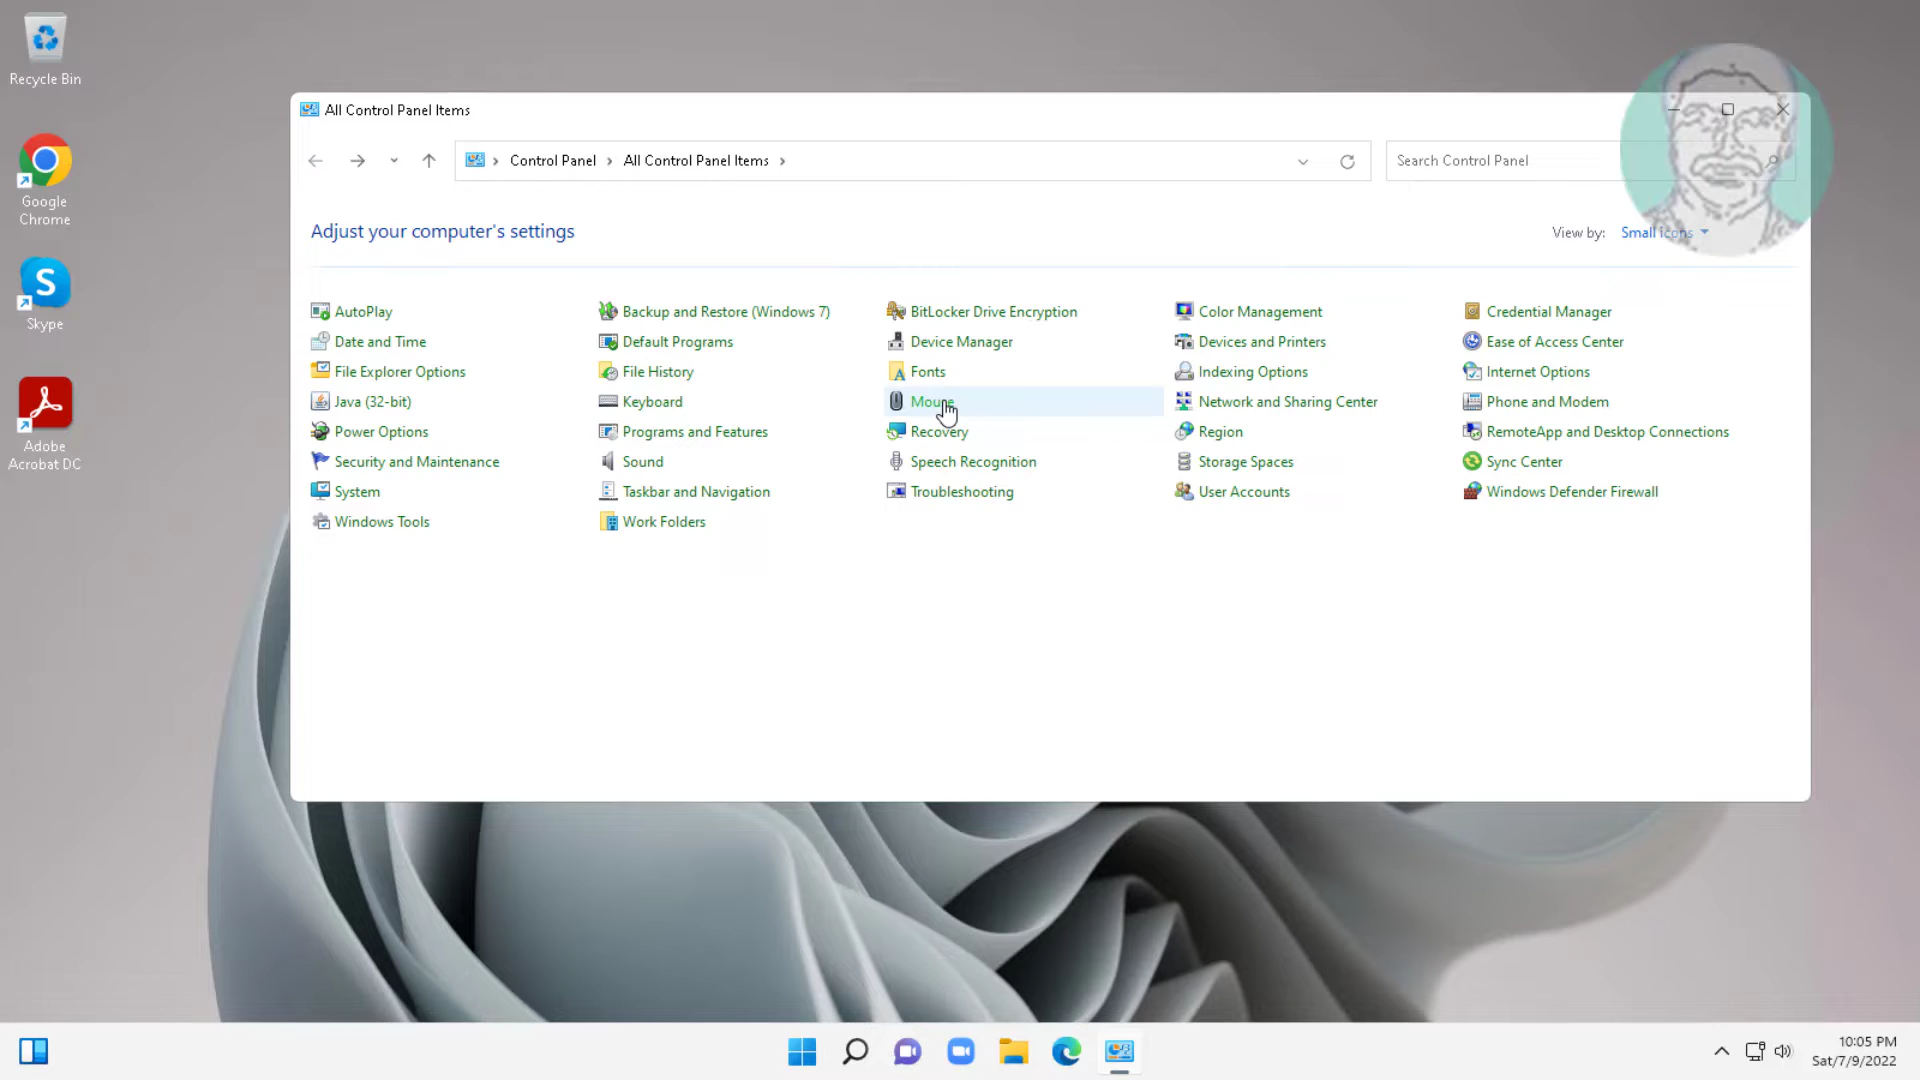 Recycle Bin
Google
Chrome
Skype
Adobe
Acrobat DC
All Control Panel Items
Control Panel
All Control Panel Items
Search Control Panel
Adjust your computer's settings
View by:
Small icons
AutoPlay
Backup and Restore (Windows 7)
BitLocker Drive Encryption
Color Management
Credential Manager
Date and Time
Default Programs
Device Manager
Devices and Printers
Ease of Access Center
File Explorer Options
File History
Fonts
Indexing Options
Internet Options
Java (32-bit)
Keyboard
Mouse
Network and Sharing Center
Phone and Modem
Power Options
Programs and Features
Recovery
Region
RemoteApp and Desktop Connections
Security and Maintenance
Sound
Speech Recognition
Storage Spaces
Sync Center
System
Taskbar and Navigation
Troubleshooting
User Accounts
Windows Defender Firewall
Windows Tools
Work Folders
10:05 PM
Sat/7/9/2022